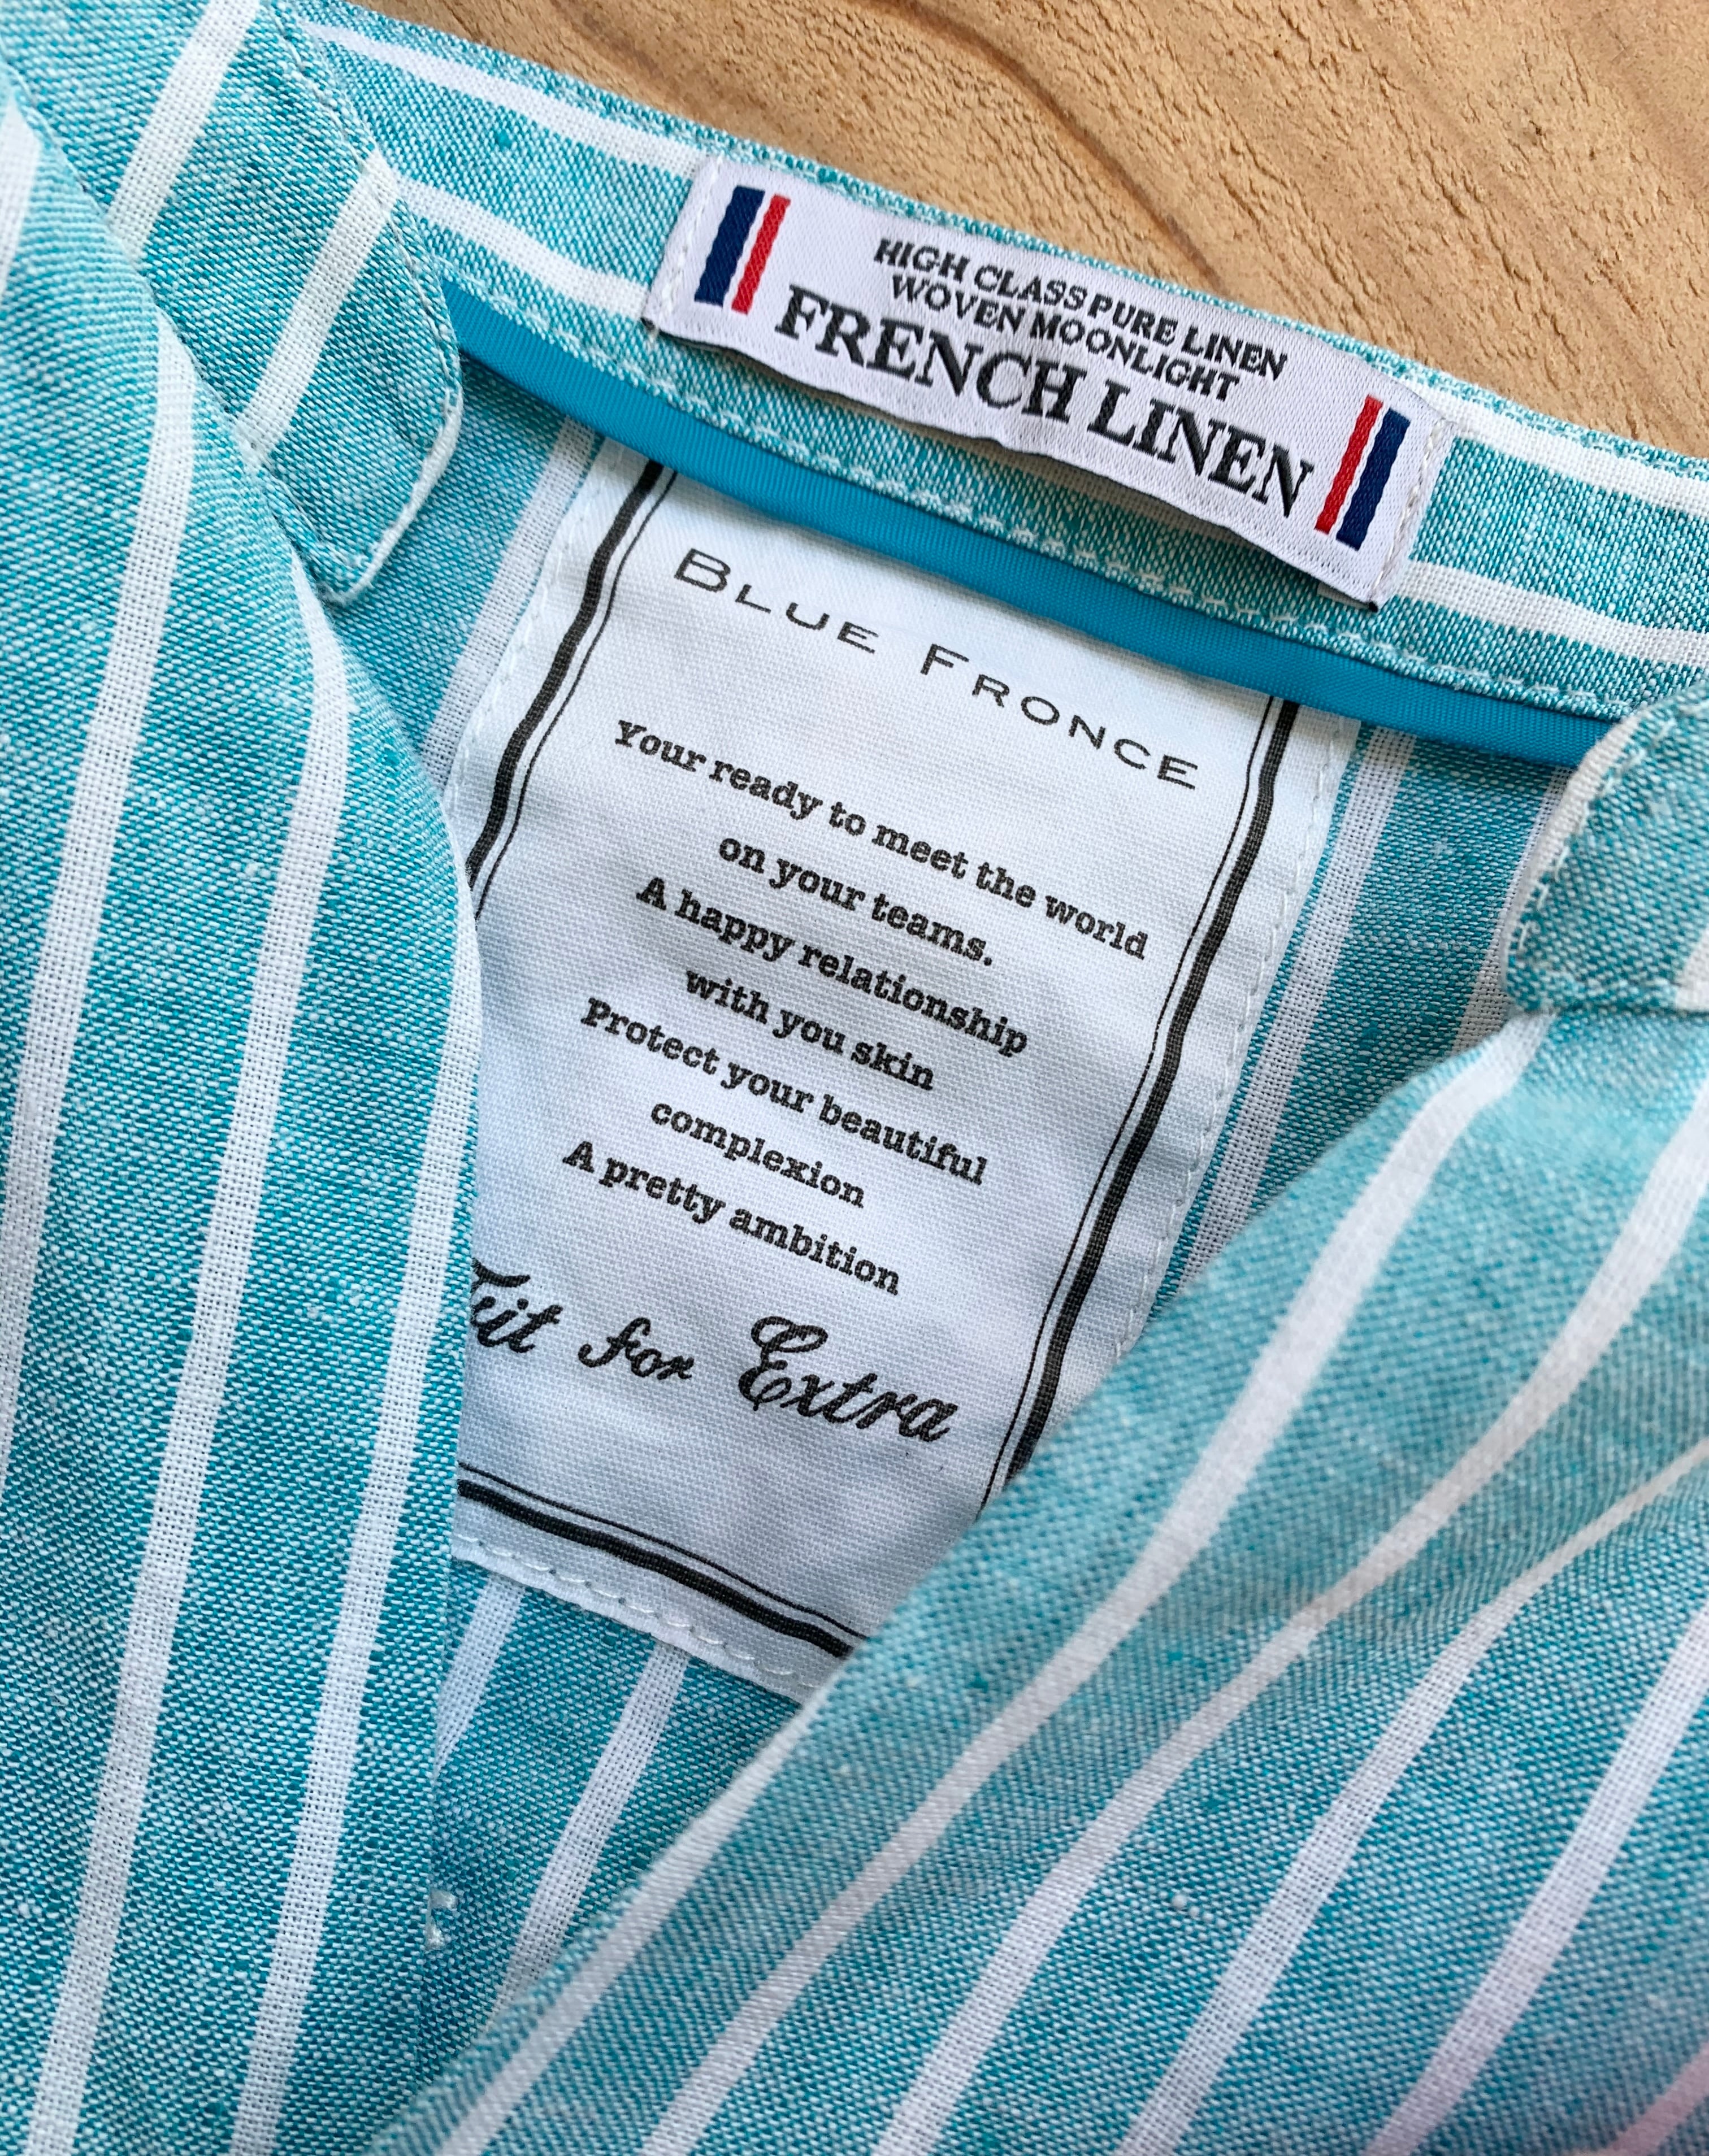 HIGH CLASS PURE LINEN
WOVEN MOONLIGHT
FRENCH LINEN
BLUE FRONCE
Your ready to meet the world
on your teams.
A happy relationship
with you skin
Protect your beautiful
complexion
A pretty ambition
for Extra